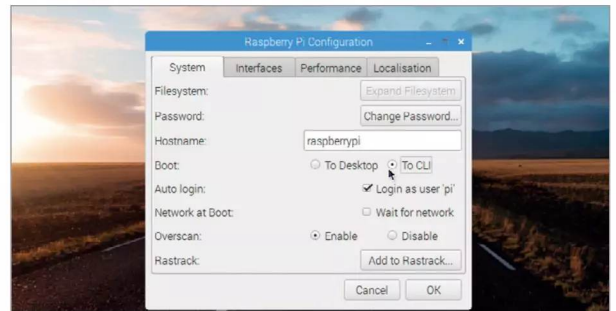 Raspberry Pi Configuration
System Interfaces Performance Localisation
Filesystem: Expand Filesystem
Password: Change Password...
Hostname: raspberrypi
Boot: To Desktop To CLI
Auto login: Login as user 'pi'
Network at Boot: Wait for network
Overscan: Enable Disable
Rastrack: Add to Rastrack...
Cancel OK